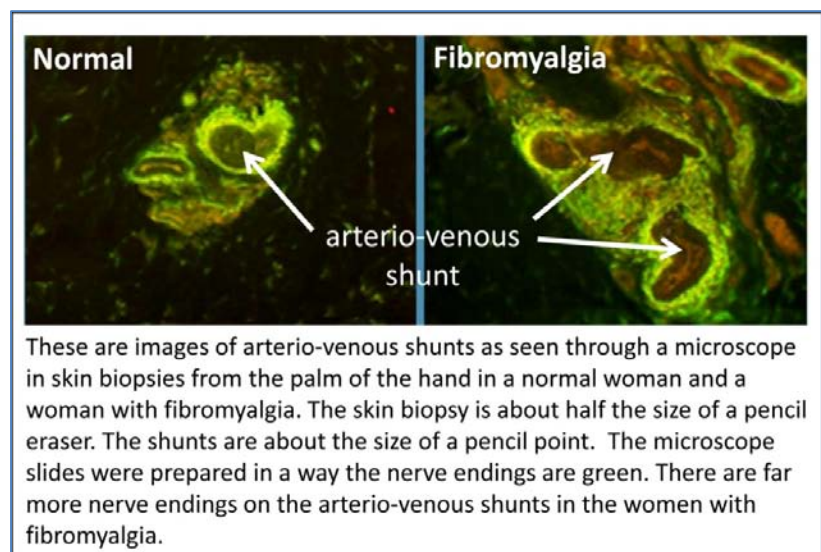 Normal
Fibromyalgia
arterio-venous
shunt
These are images of arterio-venous shunts as seen through a microscope
in skin biopsies from the palm of the hand in a normal woman and a
woman with fibromyalgia. The skin biopsy is about half the size of a pencil
eraser. The shunts are about the size of a pencil point.  The microscope
slides were prepared in a way the nerve endings are green. There are far
more nerve endings on the arterio-venous shunts in the women with
fibromyalgia.